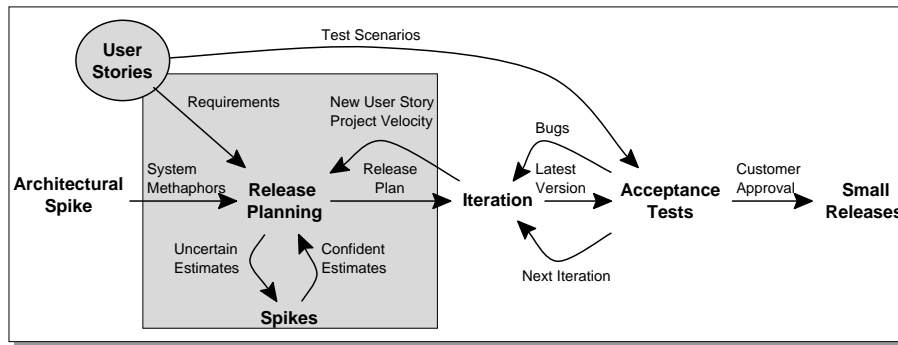 Test Scenarios
User
Stories
Requirements
New User Story
Project Velocity
Bugs
Architectural
Spike
System
Methaphors
Release
Planning
Release
Plan
Iteration
Latest
Version
Acceptance
Tests
Customer
Approval
Small
Releases
Uncertain
Estimates
Confident
Estimates
Next Iteration
Spikes